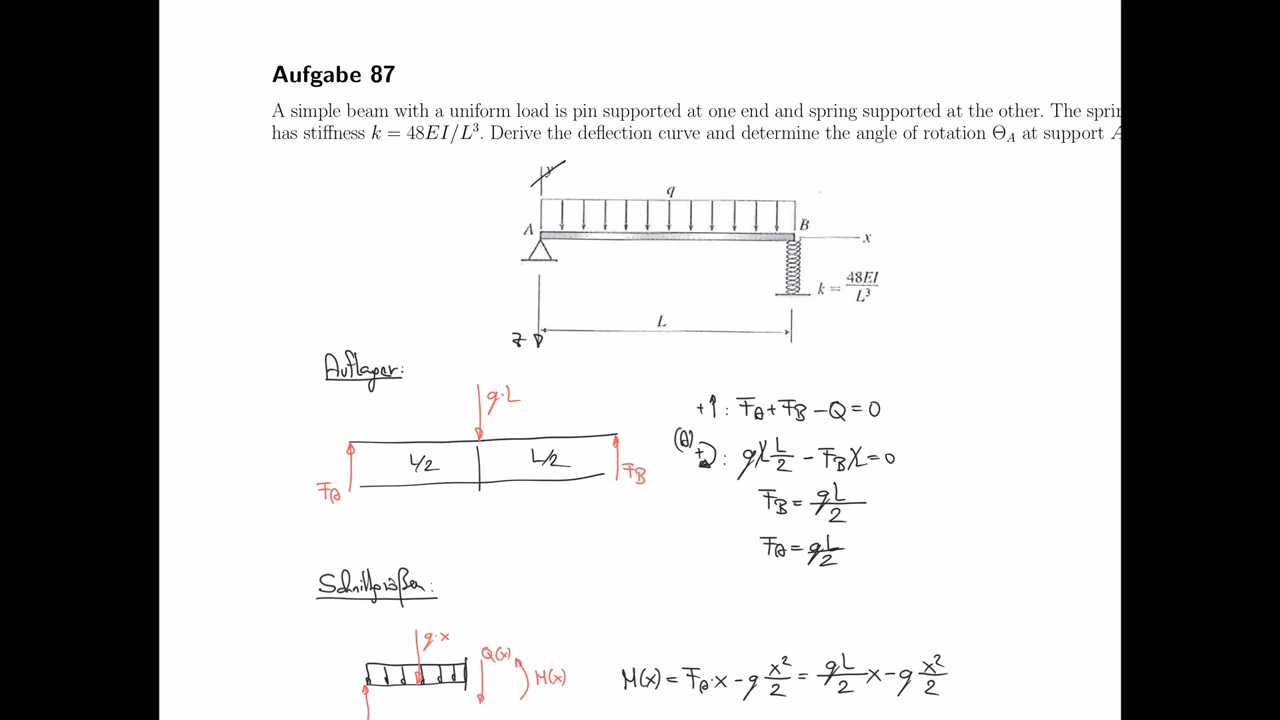 Aufgabe 87
A simple beam with a uniform load is pin supported at one end and spring supported at the other. The sprin
has stiffness k = 48EI/L³. Derive the deflection curve and determine the angle of rotation Θ_A at support A
y
q
A
B
x
k = 48EI/L³
L
z
Auflager:
q·L
L/2
L/2
F_A
F_B
+↑: F_A + F_B − Q = 0
(A) +↻: qL L/2 − F_B L = 0
F_B = qL/2
F_A = qL/2
Schnittgrößen:
q·x
Q(x)
M(x)
M(x) = F_A·x − q x²/2 = qL/2 x − q x²/2